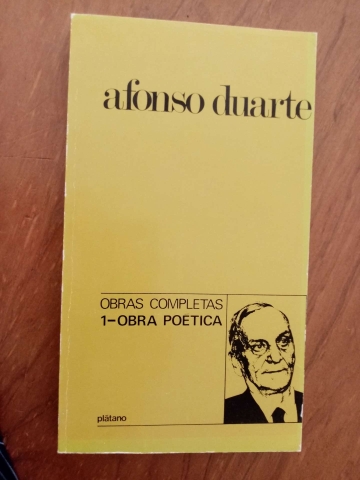 afonso duarte
OBRAS COMPLETAS
1-OBRA POÉTICA
plátano